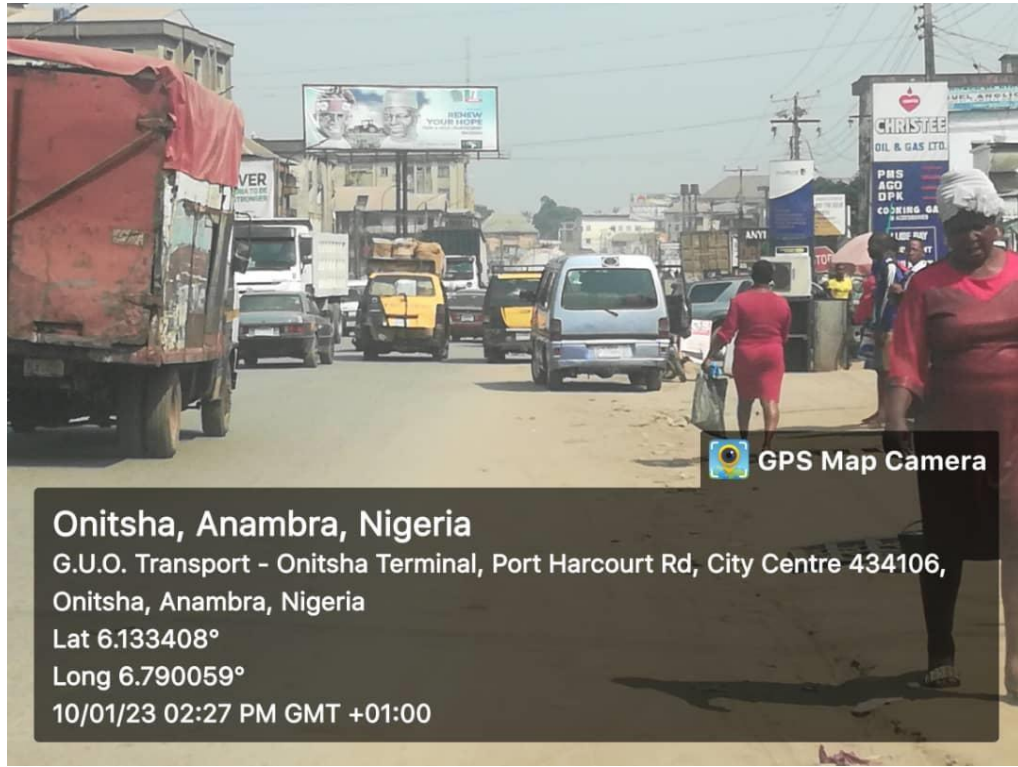 RENEW
YOUR HOPE
VER
CHRISTEE
OIL & GAS LTD.
PMS
AGO
DPK
COOKING GA
ANYI
GPS Map Camera
Onitsha, Anambra, Nigeria
G.U.O. Transport - Onitsha Terminal, Port Harcourt Rd, City Centre 434106,
Onitsha, Anambra, Nigeria
Lat 6.133408°
Long 6.790059°
10/01/23 02:27 PM GMT +01:00